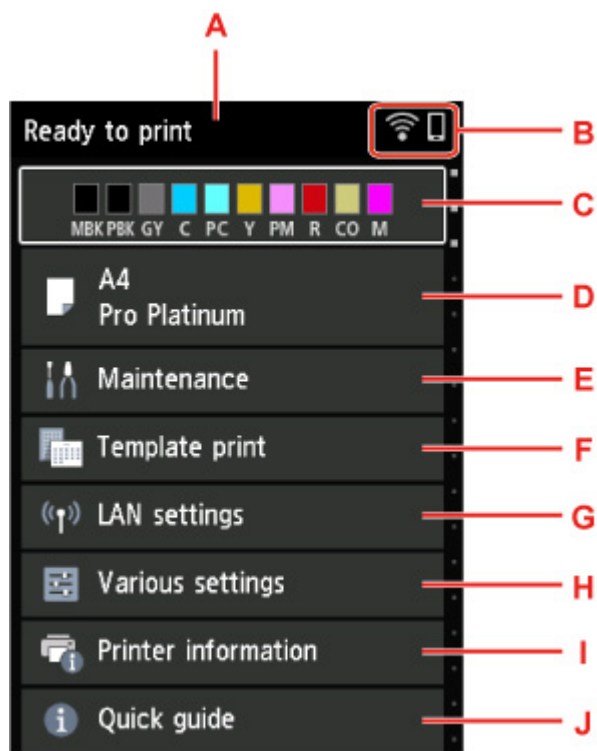 A
Ready to print
B
C
MBK PBK GY C PC Y PM R CO M
A4
Pro Platinum
D
Maintenance
E
Template print
F
LAN settings
G
Various settings
H
Printer information
I
Quick guide
J